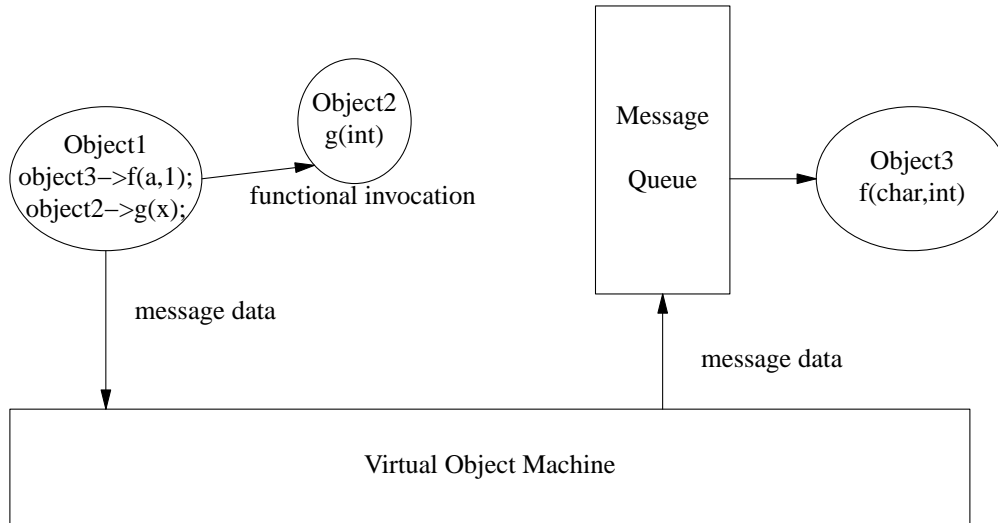 Object1
object3−>f(a,1);
object2−>g(x);
Object2
g(int)
functional invocation
message data
Message
Queue
Object3
f(char,int)
message data
Virtual Object Machine